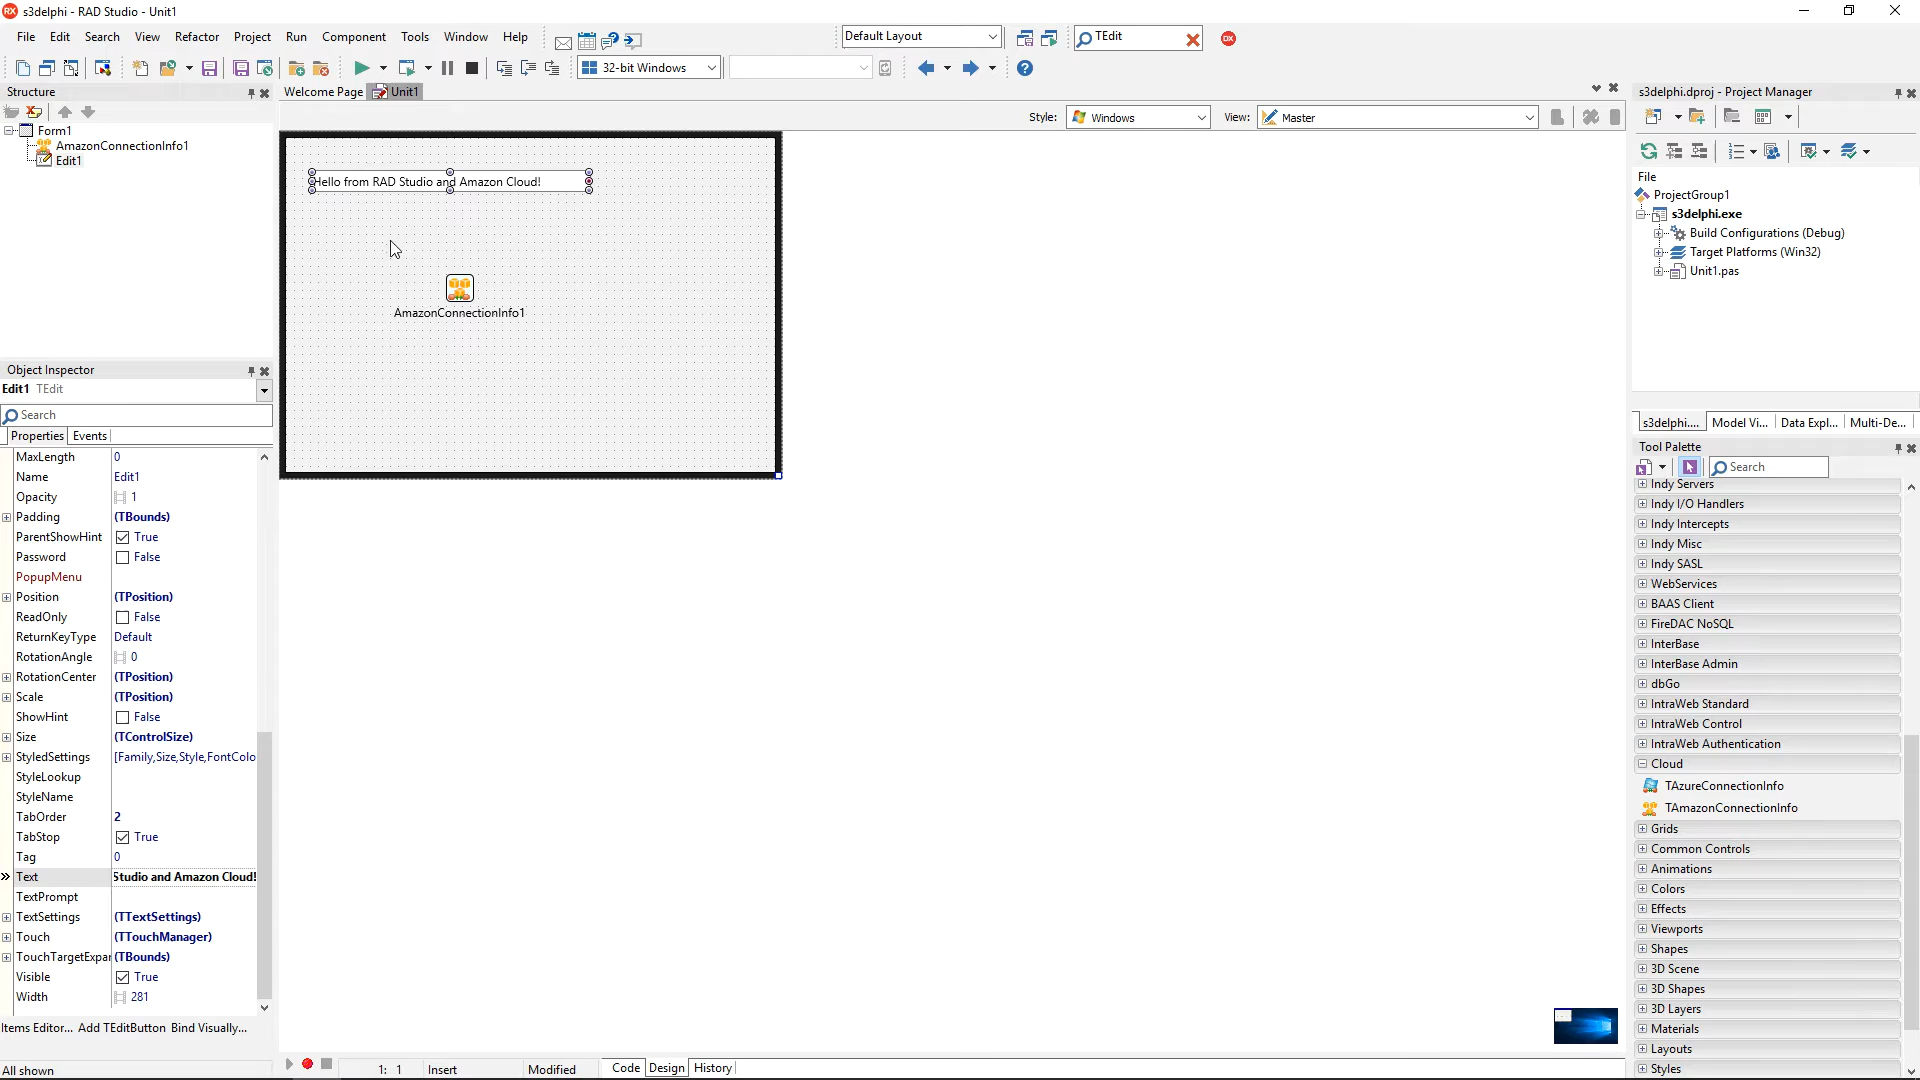 s3delphi - RAD Studio - Unit1
File Edit Search View Refactor Project Run Component Tools Window Help
Default Layout
TEdit
32-bit Windows
Structure
Welcome Page
Unit1
s3delphi.dproj - Project Manager
Style:
Windows
View:
Master
Form1
AmazonConnectionInfo1
Edit1
Hello from RAD Studio and Amazon Cloud!
AmazonConnectionInfo1
File
ProjectGroup1
s3delphi.exe
Build Configurations (Debug)
Target Platforms (Win32)
Unit1.pas
s3delphi.... Model Vi... Data Expl... Multi-De...
Object Inspector
Edit1 TEdit
Search
Properties Events
MaxLength 0
Name Edit1
Opacity 1
Padding (TBounds)
ParentShowHint True
Password False
PopupMenu
Position (TPosition)
ReadOnly False
ReturnKeyType Default
RotationAngle 0
RotationCenter (TPosition)
Scale (TPosition)
ShowHint False
Size (TControlSize)
StyledSettings [Family,Size,Style,FontColo
StyleLookup
StyleName
TabOrder 2
TabStop True
Tag 0
Text Studio and Amazon Cloud!
TextPrompt
TextSettings (TTextSettings)
Touch (TTouchManager)
TouchTargetExpan (TBounds)
Visible True
Width 281
Items Editor... Add TEditButton Bind Visually...
All shown
Tool Palette
Search
Indy Servers
Indy I/O Handlers
Indy Intercepts
Indy Misc
Indy SASL
WebServices
BAAS Client
FireDAC NoSQL
InterBase
InterBase Admin
dbGo
IntraWeb Standard
IntraWeb Control
IntraWeb Authentication
Cloud
TAzureConnectionInfo
TAmazonConnectionInfo
Grids
Common Controls
Animations
Colors
Effects
Viewports
Shapes
3D Scene
3D Shapes
3D Layers
Materials
Layouts
Styles
1: 1 Insert Modified Code Design History